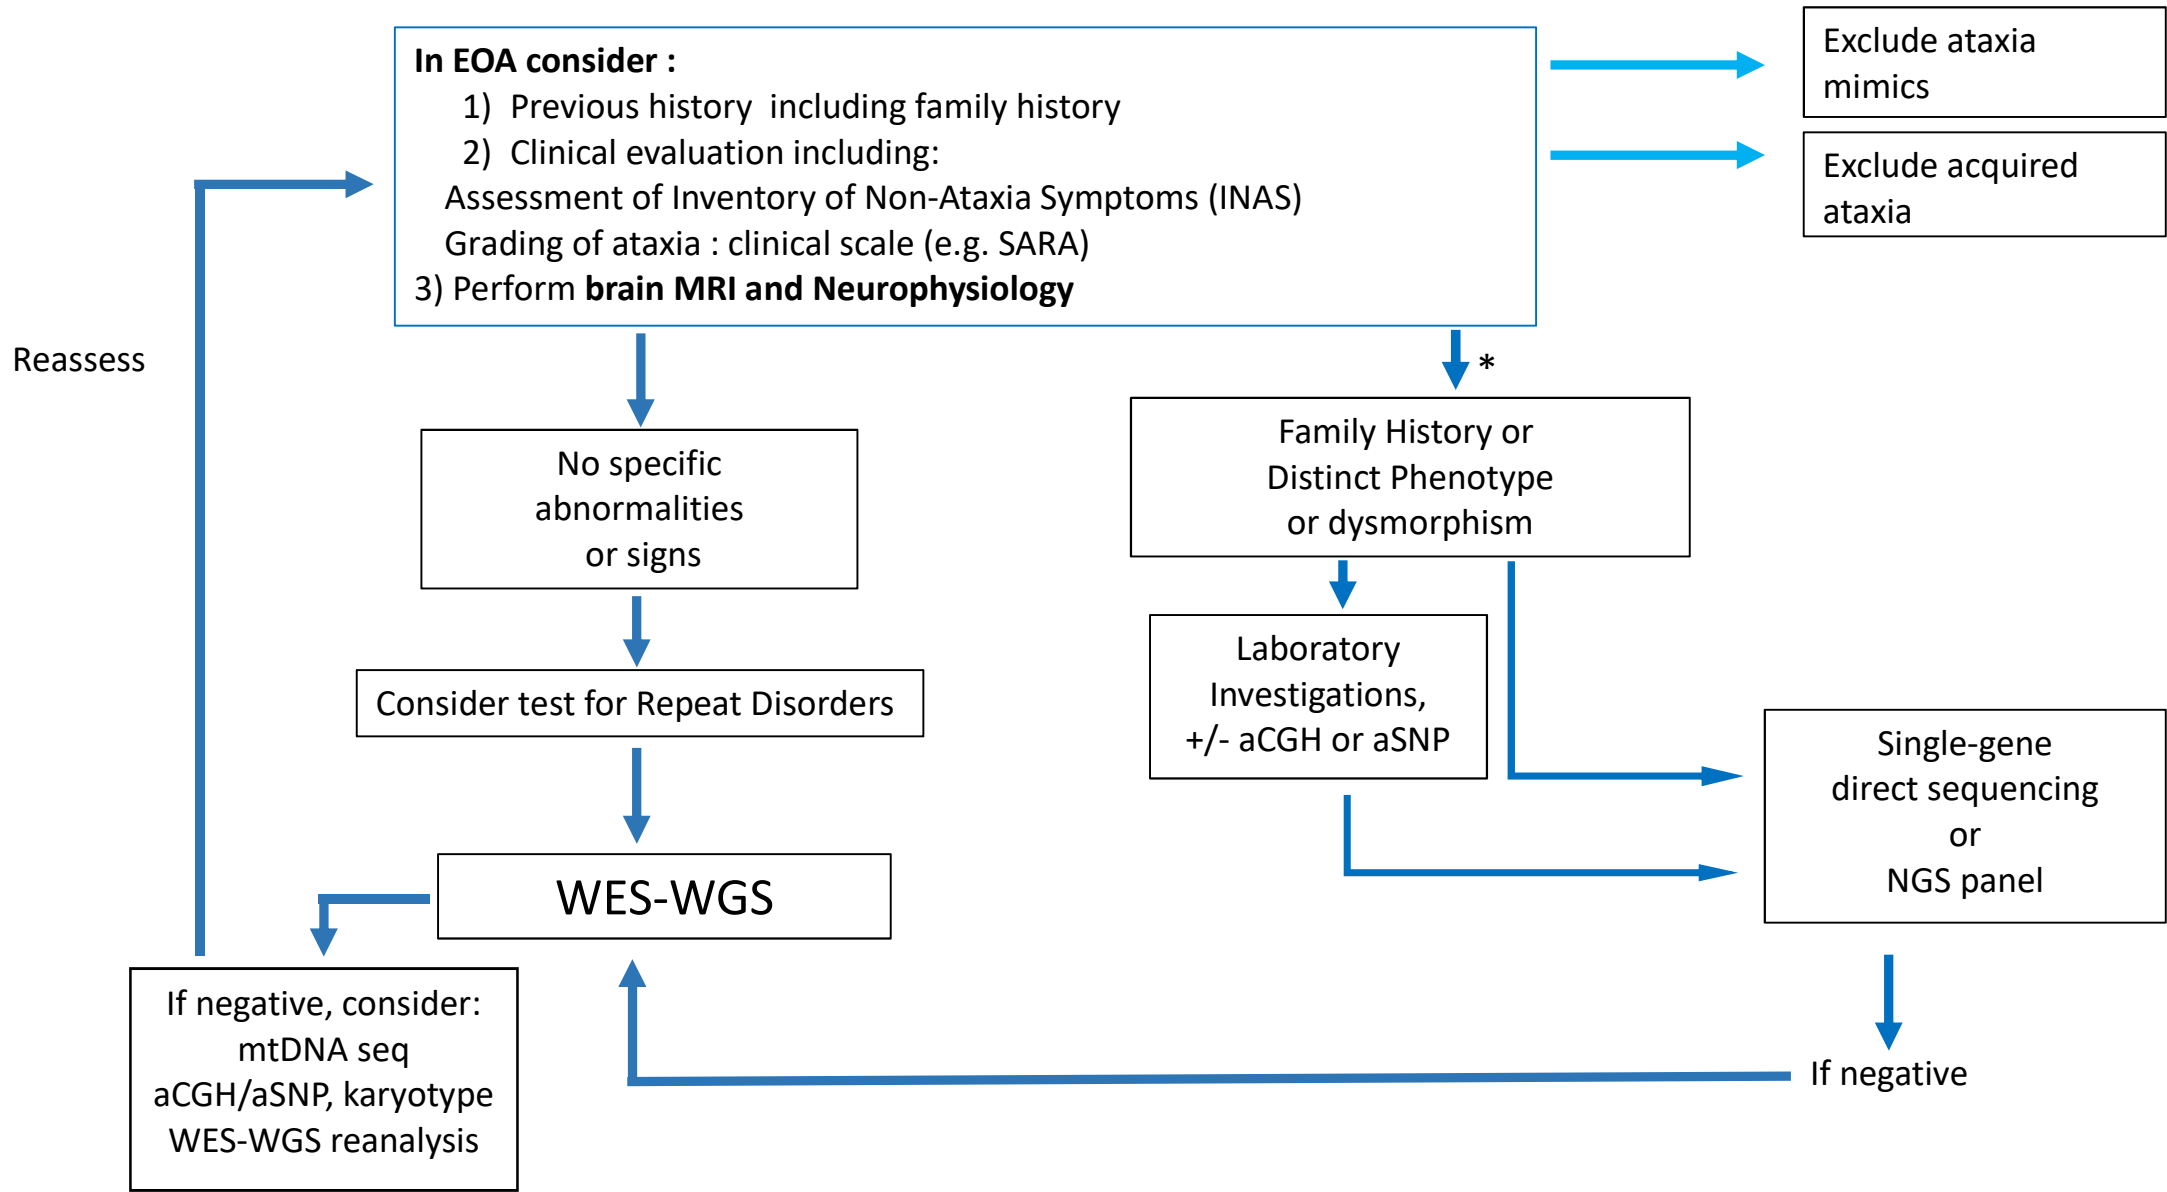 In EOA consider :
1) Previous history including family history
2) Clinical evaluation including:
Assessment of Inventory of Non-Ataxia Symptoms (INAS)
Grading of ataxia : clinical scale (e.g. SARA)
3) Perform brain MRI and Neurophysiology
Exclude ataxia
mimics
Exclude acquired
ataxia
Reassess
*
No specific
abnormalities
or signs
Family History or
Distinct Phenotype
or dysmorphism
Consider test for Repeat Disorders
Laboratory
Investigations,
+/- aCGH or aSNP
Single-gene
direct sequencing
or
NGS panel
WES-WGS
If negative, consider:
mtDNA seq
aCGH/aSNP, karyotype
WES-WGS reanalysis
If negative